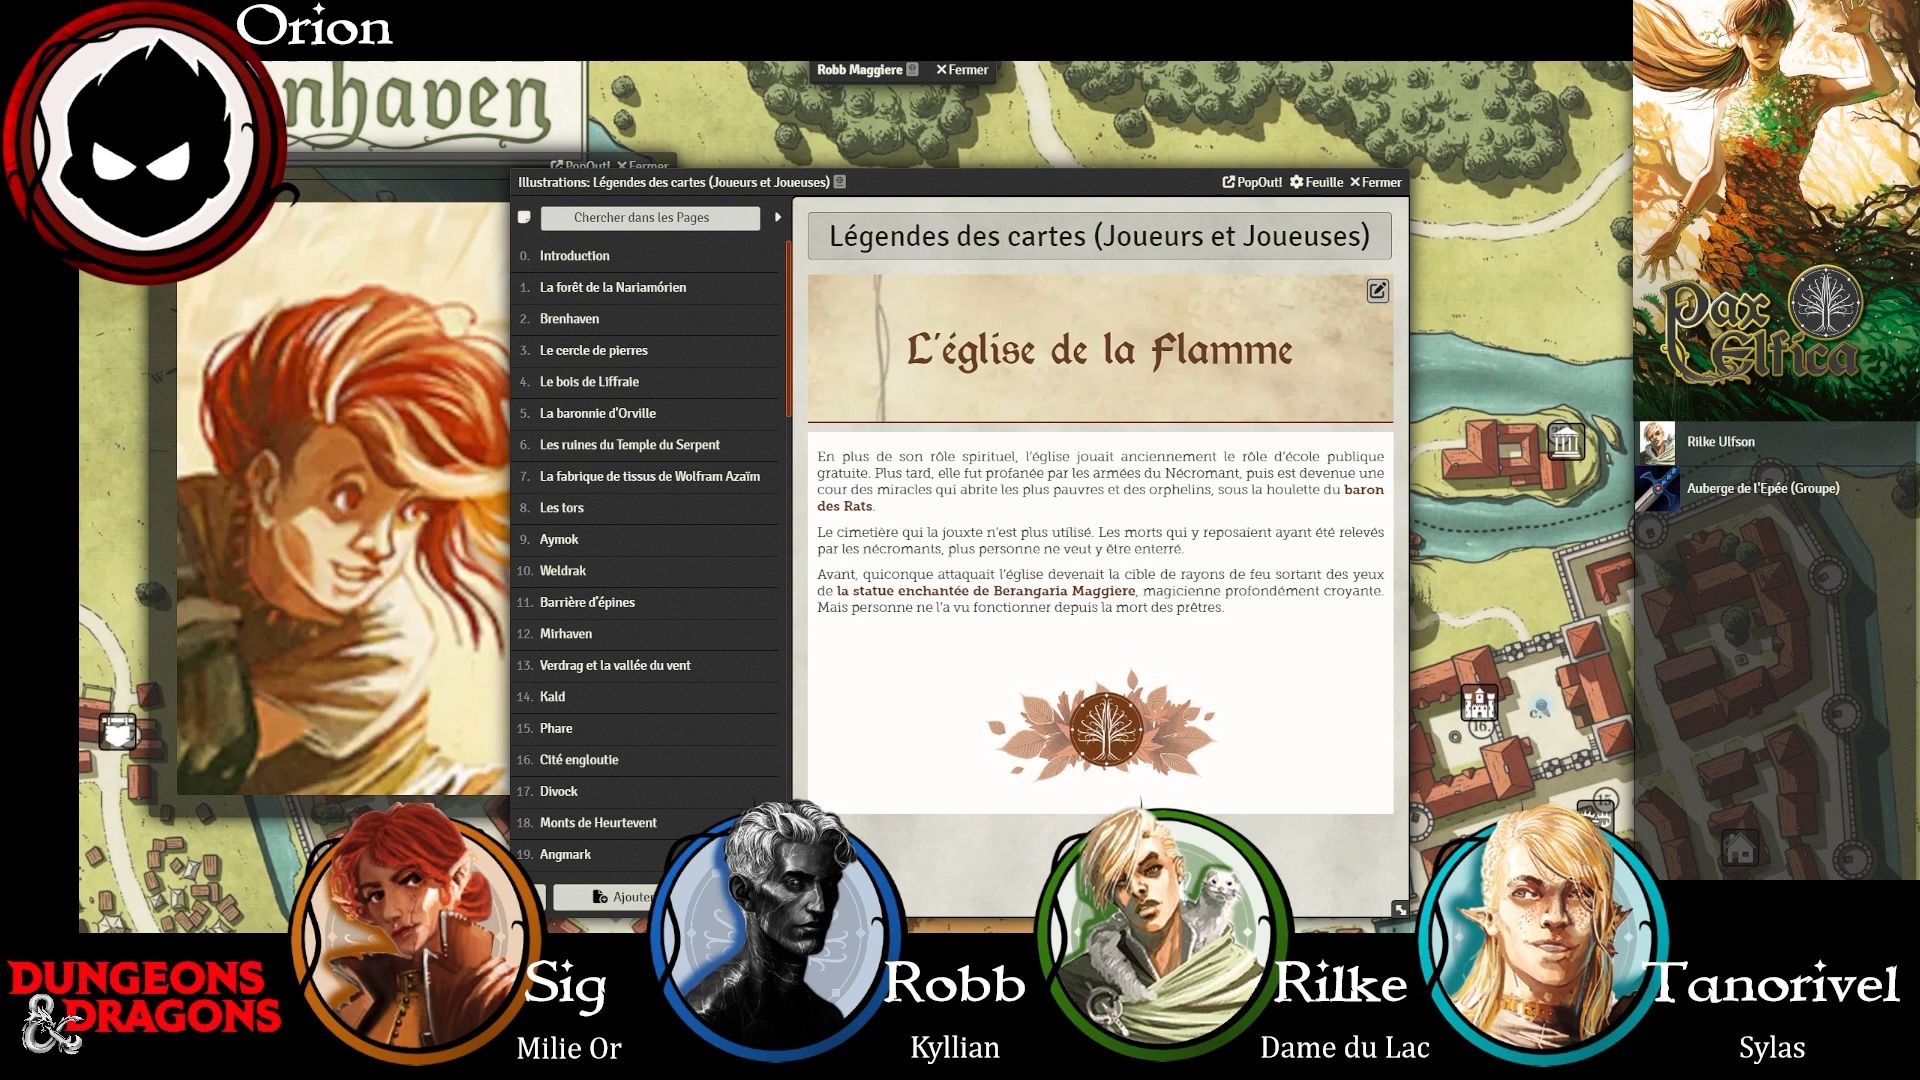 Orion
nhaven
Robb Maggiere
Fermer
PopOut! Fermer
Illustrations: Légendes des cartes (Joueurs et Joueuses)
PopOut! Feuille Fermer
Chercher dans les Pages
0. Introduction
1. La forêt de la Nariamórien
2. Brenhaven
3. Le cercle de pierres
4. Le bois de Liffraie
5. La baronnie d'Orville
6. Les ruines du Temple du Serpent
7. La fabrique de tissus de Wolfram Azaïm
8. Les tors
9. Aymok
10. Weldrak
11. Barrière d'épines
12. Mirhaven
13. Verdrag et la vallée du vent
14. Kald
15. Phare
16. Cité engloutie
17. Divock
18. Monts de Heurtevent
19. Angmark
Ajouter
Légendes des cartes (Joueurs et Joueuses)
L'église de la Flamme
En plus de son rôle spirituel, l'église jouait anciennement le rôle d'école publique
gratuite. Plus tard, elle fut profanée par les armées du Nécromant, puis est devenue une
cour des miracles qui abrite les plus pauvres et des orphelins, sous la houlette du baron
des Rats.
Le cimetière qui la jouxte n'est plus utilisé. Les morts qui y reposaient ayant été relevés
par les nécromants, plus personne ne veut y être enterré.
Avant, quiconque attaquait l'église devenait la cible de rayons de feu sortant des yeux
de la statue enchantée de Berangaria Maggiere, magicienne profondément croyante.
Mais personne ne l'a vu fonctionner depuis la mort des prêtres.
Pax
Elfica
Rilke Ulfson
Auberge de l'Epée (Groupe)
16
15
DUNGEONS
& DRAGONS
Sig
Milie Or
Robb
Kyllian
Rilke
Dame du Lac
Tanorivel
Sylas